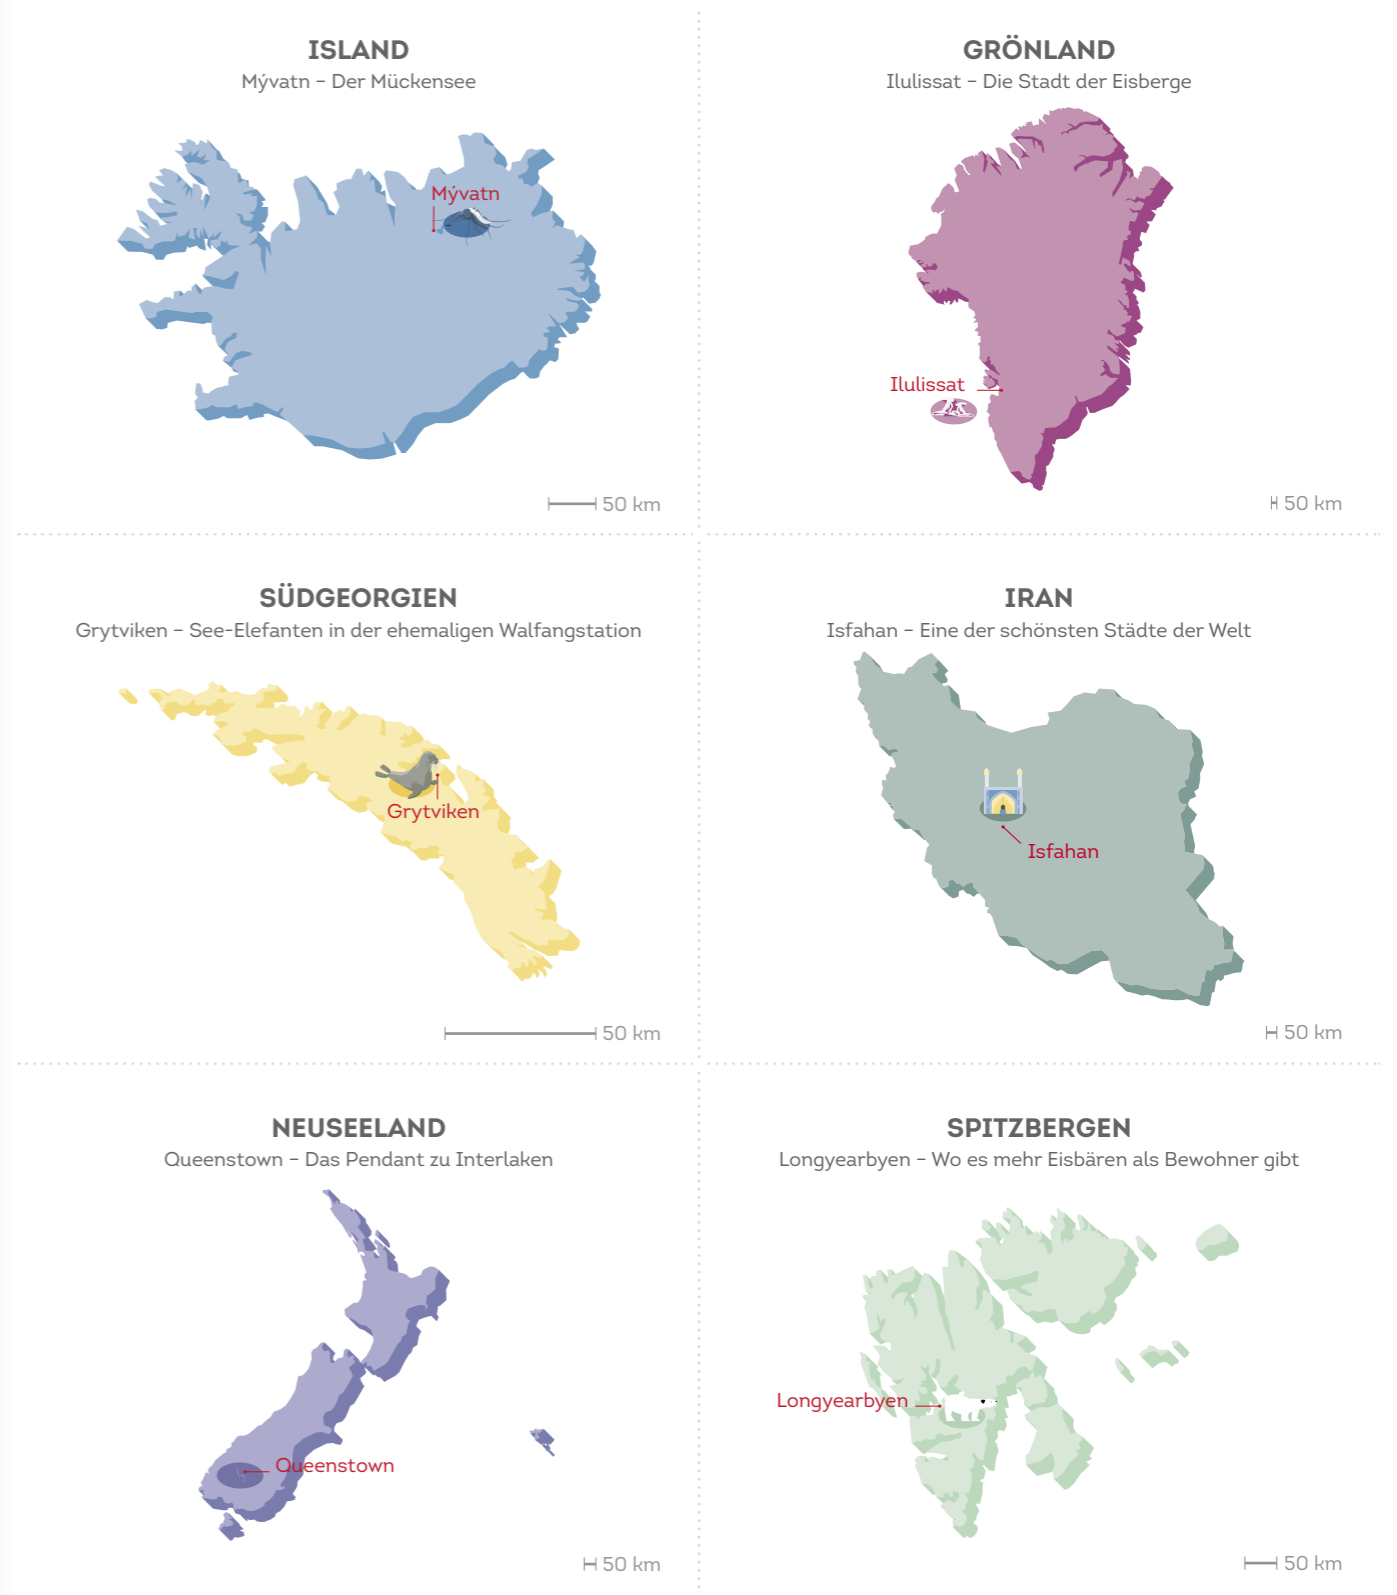 ISLAND
Mývatn – Der Mückensee
Mývatn
50 km
GRÖNLAND
Ilulissat – Die Stadt der Eisberge
Ilulissat
50 km
SÜDGEORGIEN
Grytviken – See-Elefanten in der ehemaligen Walfangstation
Grytviken
50 km
IRAN
Isfahan – Eine der schönsten Städte der Welt
Isfahan
50 km
NEUSEELAND
Queenstown – Das Pendant zu Interlaken
Queenstown
50 km
SPITZBERGEN
Longyearbyen – Wo es mehr Eisbären als Bewohner gibt
Longyearbyen
50 km